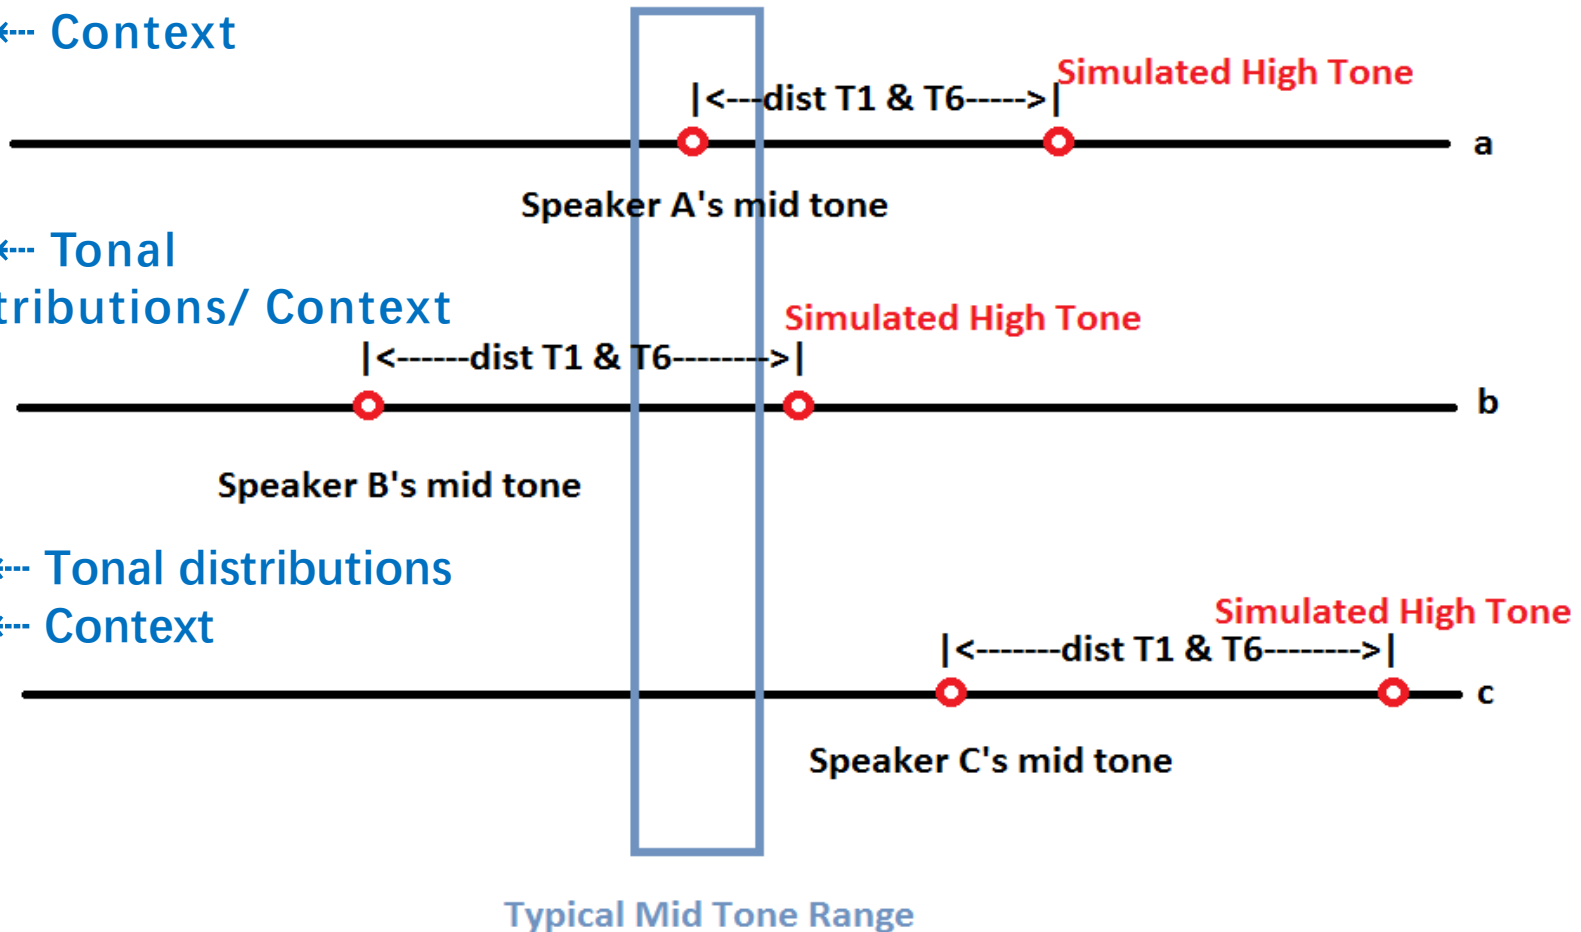 Context
Simulated High Tone
|<---dist T1 & T6----->|
a
Speaker A's mid tone
Tonal
tributions/ Context
Simulated High Tone
|<------dist T1 & T6-------->|
b
Speaker B's mid tone
Tonal distributions
Context
Simulated High Tone
|<-------dist T1 & T6-------->|
c
Speaker C's mid tone
Typical Mid Tone Range